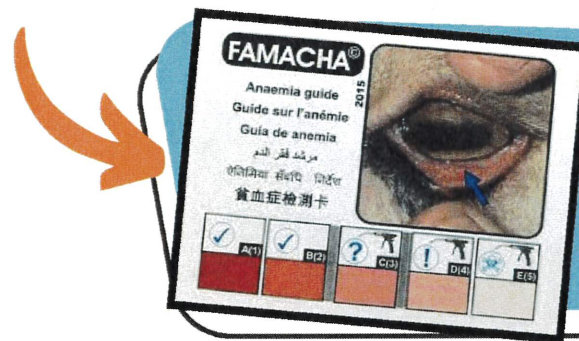 FAMACHA©
2015
Anaemia guide
Guide sur l'anémie
Guía de anemia
مرشد فقر الدم
貧血症檢測卡
✓ A(1)
✓ B(2)
? C(3)
! D(4)
E(5)